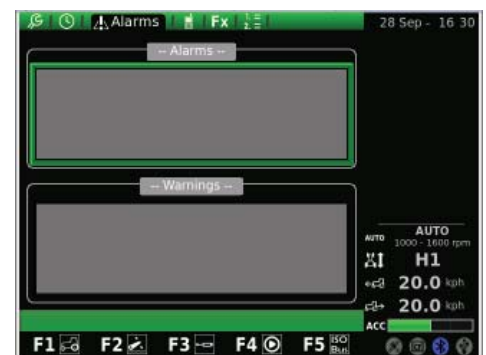 Alarms Fx 28 Sep - 16 30
-- Alarms --
-- Warnings --
AUTO AUTO
1000 - 1600 rpm
H1
20.0 kph
20.0 kph
ACC
F1 F2 F3 F4 F5 ISO
Bus